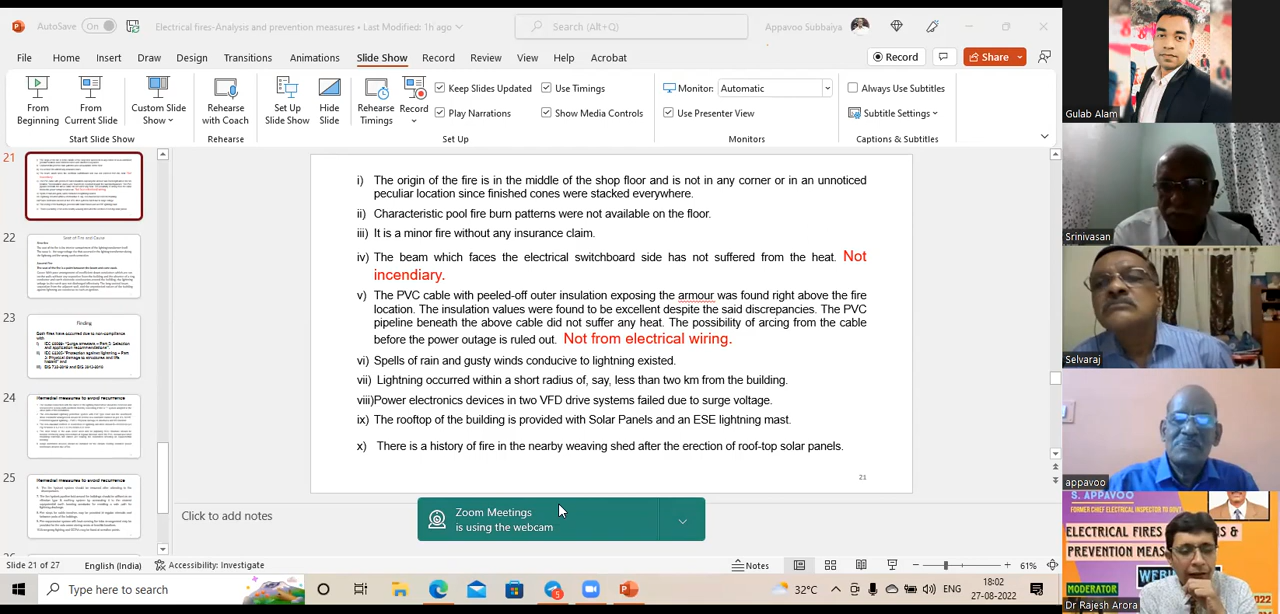 AutoSave On Electrical fires-Analysis and prevention measures • Last Modified: 1h ago Search (Alt+Q) Appavoo Subbaiya
File Home Insert Draw Design Transitions Animations Slide Show Record Review View Help Acrobat Record Share
From Beginning
From Current Slide
Custom Slide Show
Rehearse with Coach
Set Up Slide Show
Hide Slide
Rehearse Timings
Record
Keep Slides Updated
Play Narrations
Use Timings
Show Media Controls
Monitor: Automatic
Use Presenter View
Always Use Subtitles
Subtitle Settings
Start Slide Show Rehearse Set Up Monitors Captions & Subtitles
21
22
Finding
23
24
Remedial measures to avoid recurrence
25
Remedial measures to avoid recurrence
i) The origin of the fire is in the middle of the shop floor and is not in any corner in an unnoticed
peculiar location since finished cones were stacked everywhere.
ii) Characteristic pool fire burn patterns were not available on the floor.
iii) It is a minor fire without any insurance claim.
iv) The beam which faces the electrical switchboard side has not suffered from the heat. Not
incendiary.
v) The PVC cable with peeled-off outer insulation exposing the armour was found right above the fire
location. The insulation values were found to be excellent despite the said discrepancies. The PVC
pipeline beneath the above cable did not suffer any heat. The possibility of arcing from the cable
before the power outage is ruled out. Not from electrical wiring.
vi) Spells of rain and gusty winds conducive to lightning existed.
vii) Lightning occurred within a short radius of, say, less than two km from the building.
viii)Power electronics devices in two VFD drive systems failed due to surge voltage.
ix) The rooftop of the building is provided with Solar Panels and an ESE lightning mast.
x) There is a history of fire in the nearby weaving shed after the erection of roof-top solar panels.
21
Click to add notes
Zoom Meetings
is using the webcam
Slide 21 of 27 English (India) Accessibility: Investigate Notes 61%
Type here to search 32°C ENG 18:02
27-08-2022
Gulab Alam
Srinivasan
Selvaraj
appavoo
S. APPAVOO
FORMER CHIEF ELECTRICAL INSPECTOR TO GOVT
ELECTRICAL FIRES
PREVENTION MEAS
WEB
MODERATOR
2022
Dr Rajesh Arora